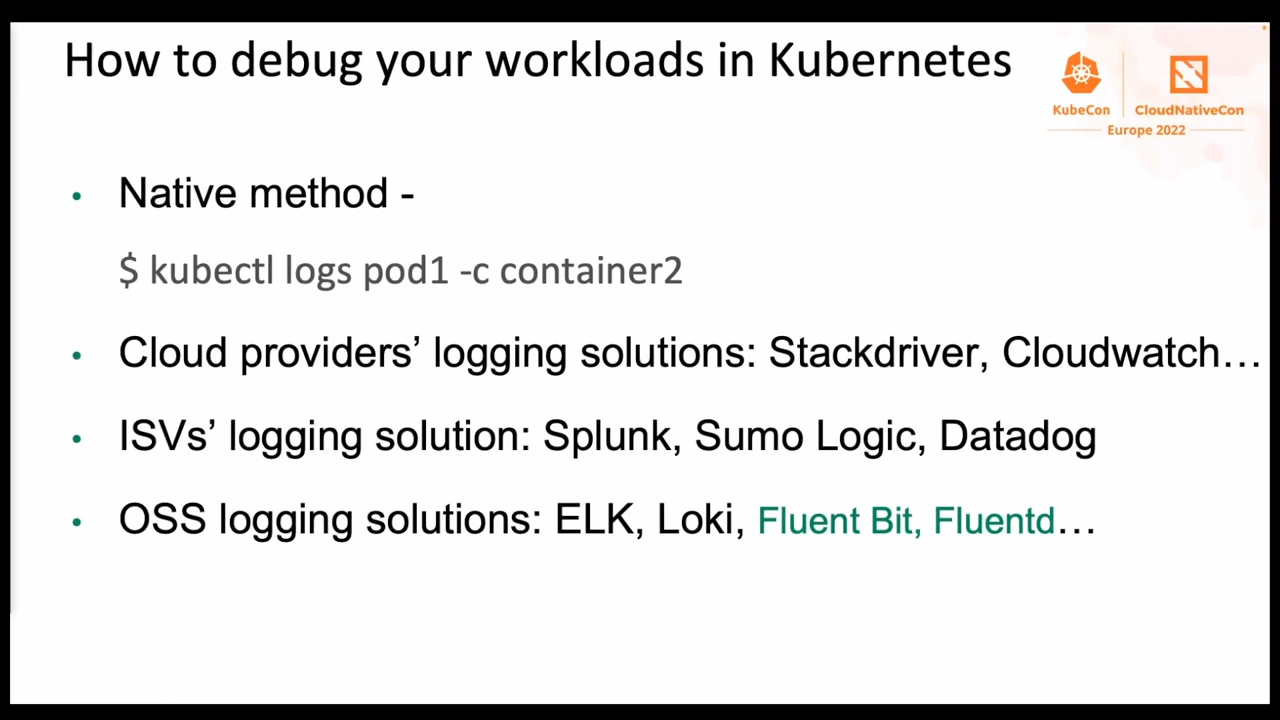 How to debug your workloads in Kubernetes
KubeCon
CloudNativeCon
Europe 2022
• Native method -
$ kubectl logs pod1 -c container2
• Cloud providers’ logging solutions: Stackdriver, Cloudwatch…
• ISVs’ logging solution: Splunk, Sumo Logic, Datadog
• OSS logging solutions: ELK, Loki, Fluent Bit, Fluentd…